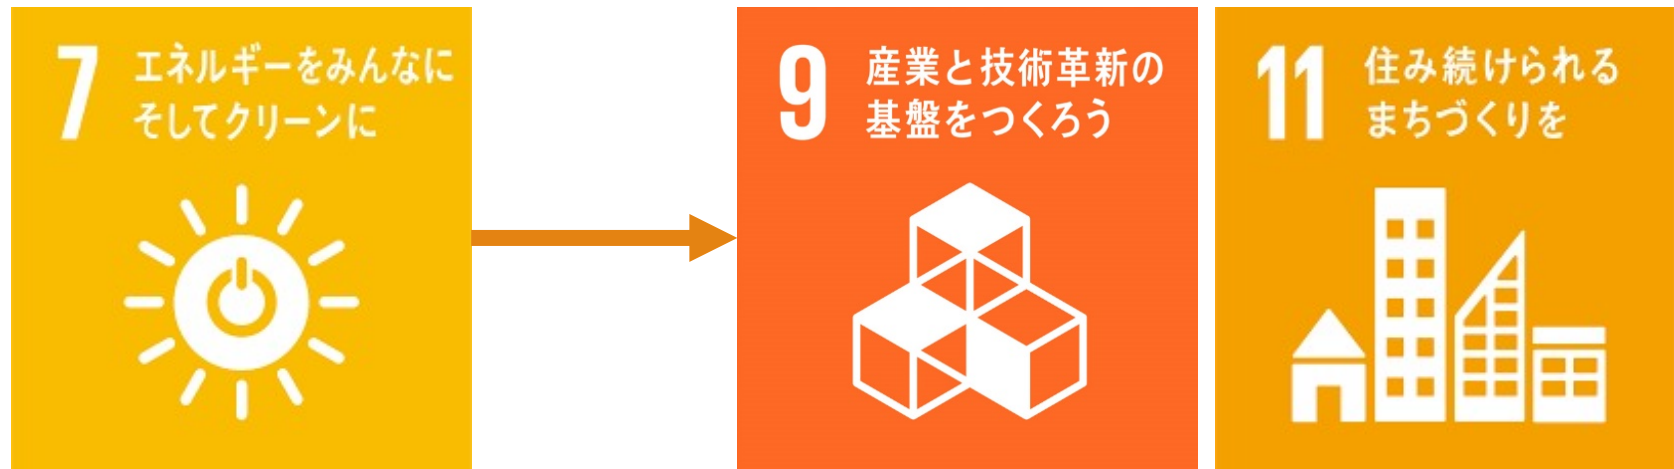 7
エネルギーをみんなに
そしてクリーンに
9
産業と技術革新の
基盤をつくろう
11
住み続けられる
まちづくりを